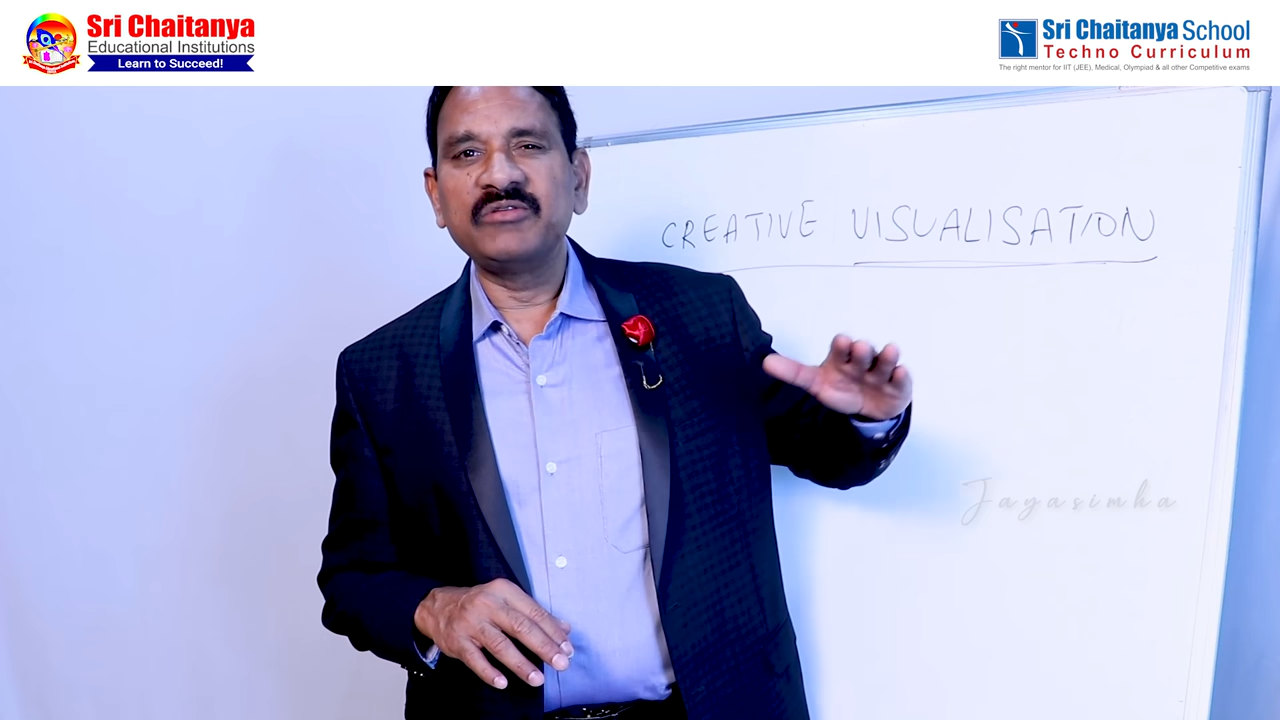 Sri Chaitanya
Educational Institutions
Learn to Succeed!
Sri Chaitanya School
Techno Curriculum
The right mentor for IIT (JEE), Medical, Olympiad & all other Competitive exams
CREATIVE VISUALISATION
Jayasimha